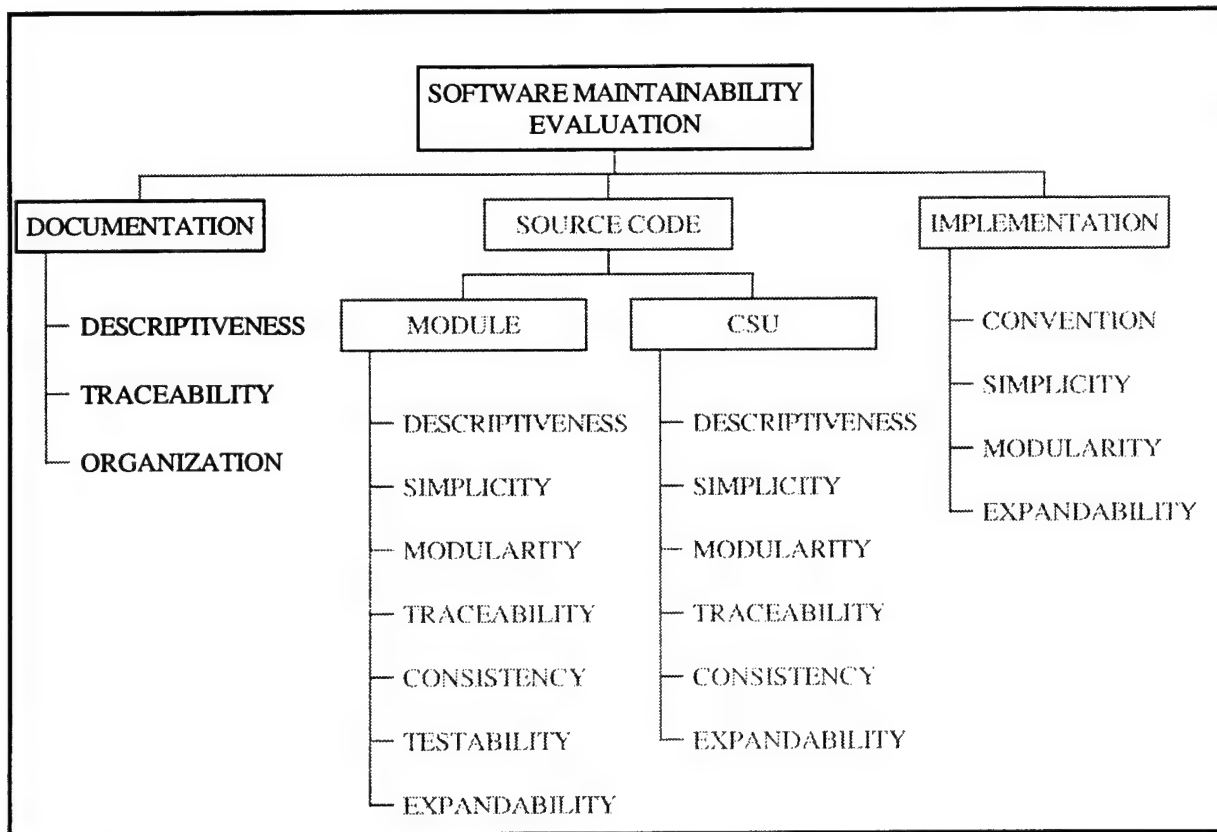 SOFTWARE MAINTAINABILITY
EVALUATION
DOCUMENTATION
DESCRIPTIVENESS
TRACEABILITY
ORGANIZATION
SOURCE CODE
MODULE
DESCRIPTIVENESS
SIMPLICITY
MODULARITY
TRACEABILITY
CONSISTENCY
TESTABILITY
EXPANDABILITY
CSU
DESCRIPTIVENESS
SIMPLICITY
MODULARITY
TRACEABILITY
CONSISTENCY
EXPANDABILITY
IMPLEMENTATION
CONVENTION
SIMPLICITY
MODULARITY
EXPANDABILITY